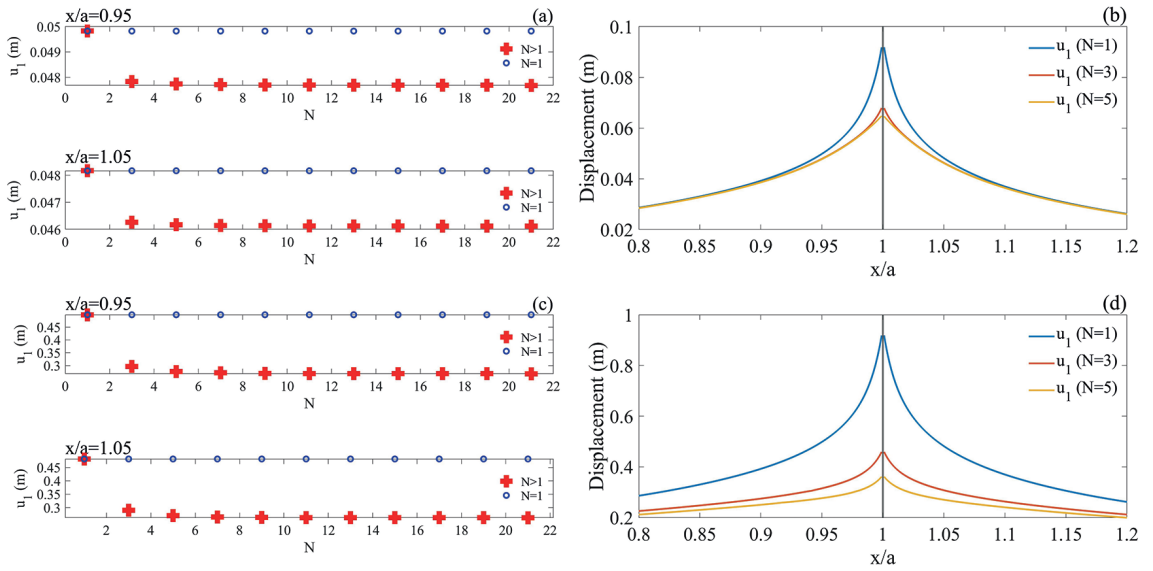 x/a=0.95
(a)
0.05
0.049
0.048
u1 (m)
N>1
N=1
0 2 4 6 8 10 12 14 16 18 20 22
N
x/a=1.05
0.048
0.047
0.046
u1 (m)
N>1
N=1
0 2 4 6 8 10 12 14 16 18 20 22
N
(b)
0.1
0.08
0.06
0.04
0.02
Displacement (m)
u1 (N=1)
u1 (N=3)
u1 (N=5)
0.8 0.85 0.9 0.95 1 1.05 1.1 1.15 1.2
x/a
x/a=0.95
(c)
0.45
0.4
0.35
0.3
u1 (m)
N>1
N=1
0 2 4 6 8 10 12 14 16 18 20 22
N
x/a=1.05
0.45
0.4
0.35
0.3
u1 (m)
N>1
N=1
2 4 6 8 10 12 14 16 18 20 22
N
(d)
1
0.8
0.6
0.4
0.2
Displacement (m)
u1 (N=1)
u1 (N=3)
u1 (N=5)
0.8 0.85 0.9 0.95 1 1.05 1.1 1.15 1.2
x/a